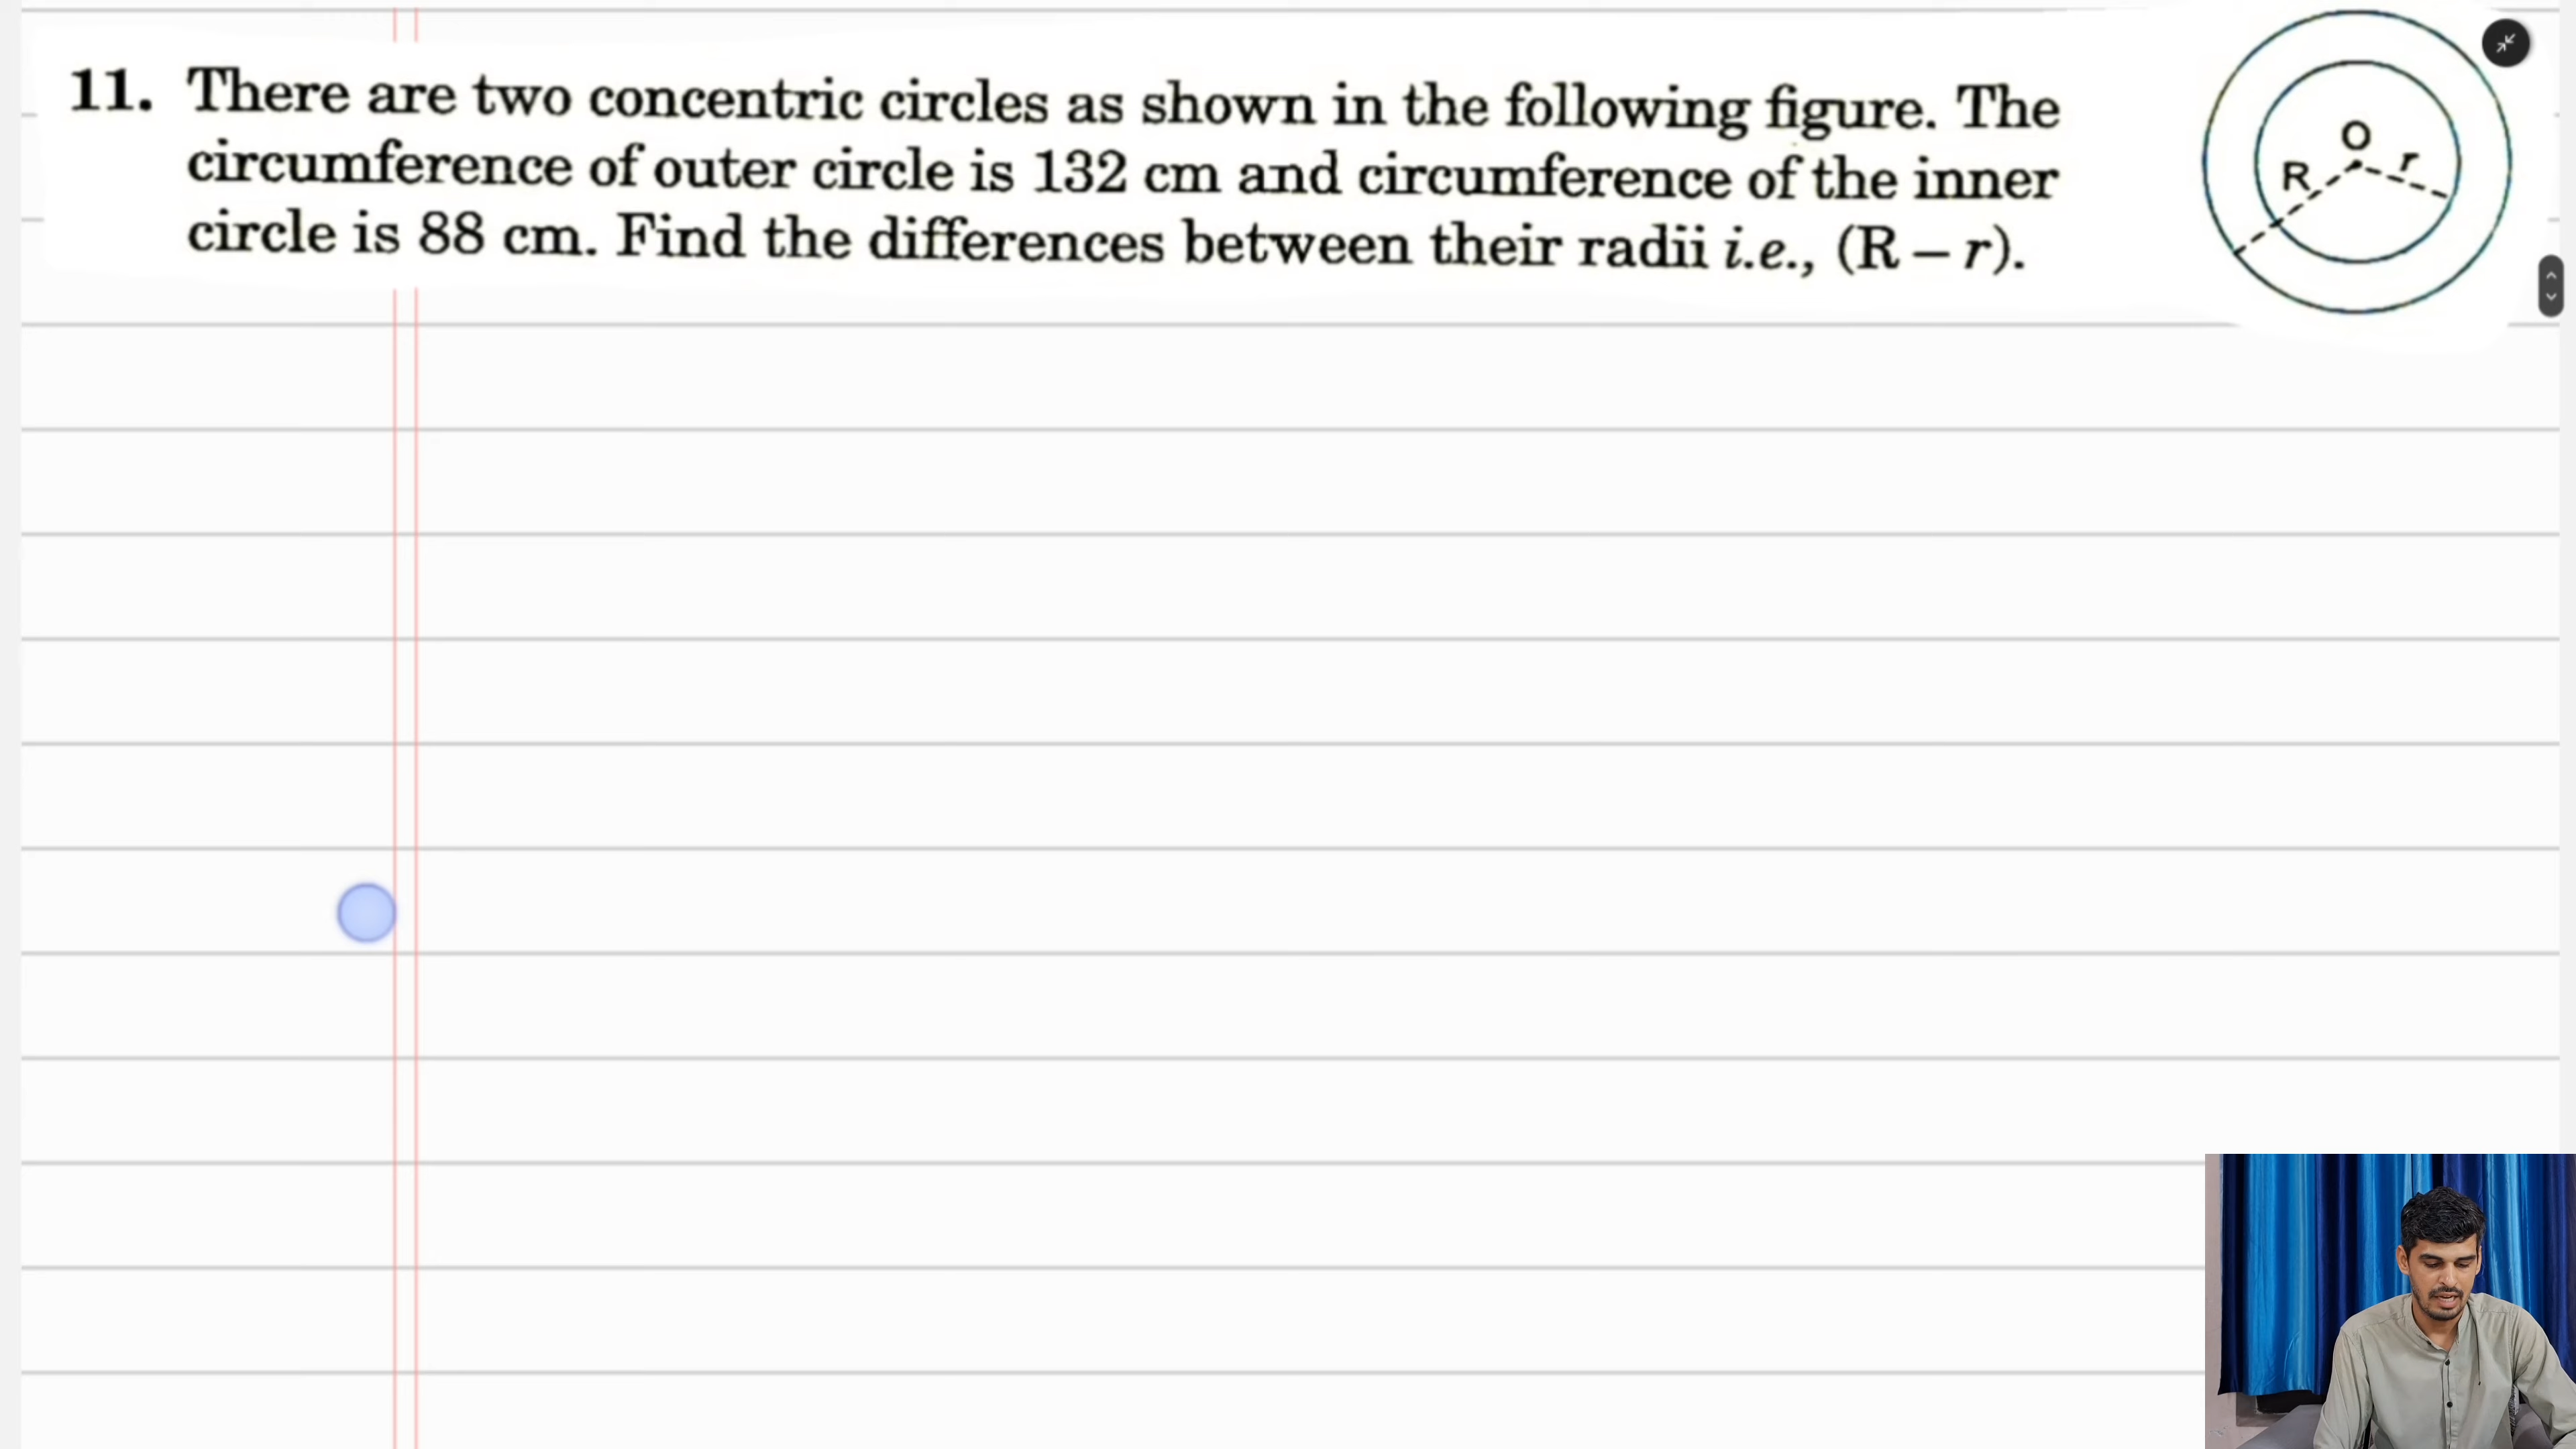 11. There are two concentric circles as shown in the following figure. The
circumference of outer circle is 132 cm and circumference of the inner
circle is 88 cm. Find the differences between their radii i.e., (R – r).
O
R
r